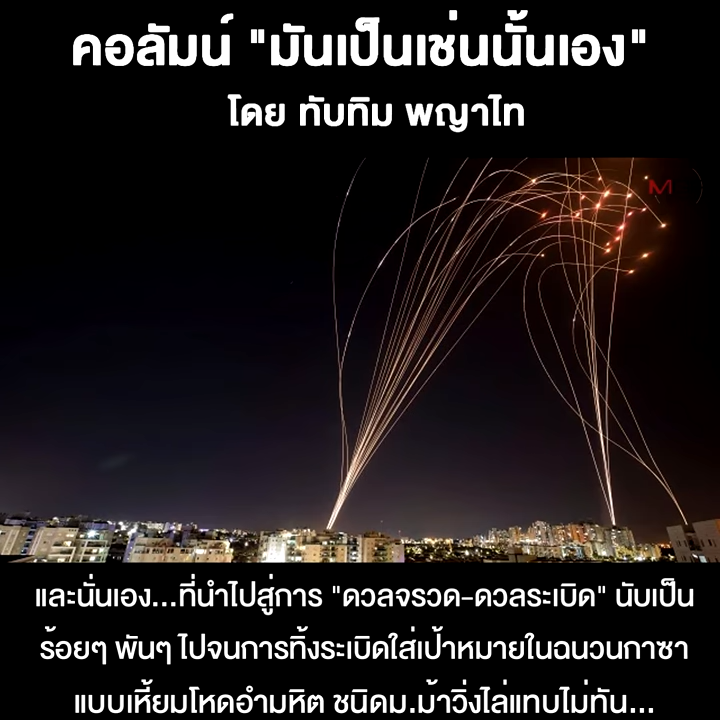 คอลัมน์ "มันเป็นเช่นนั้นเอง"
โดย ทับทิม พญาไท
M
และนั่นเอง...ที่นำไปสู่การ "ดวลจรวด-ดวลระเบิด" นับเป็น
ร้อยๆ พันๆ ไปจนการทิ้งระเบิดใส่เป้าหมายในฉนวนกาซา
แบบเหี้ยมโหดอำมหิต ชนิดม.ม้าวิ่งไล่แทบไม่ทัน...